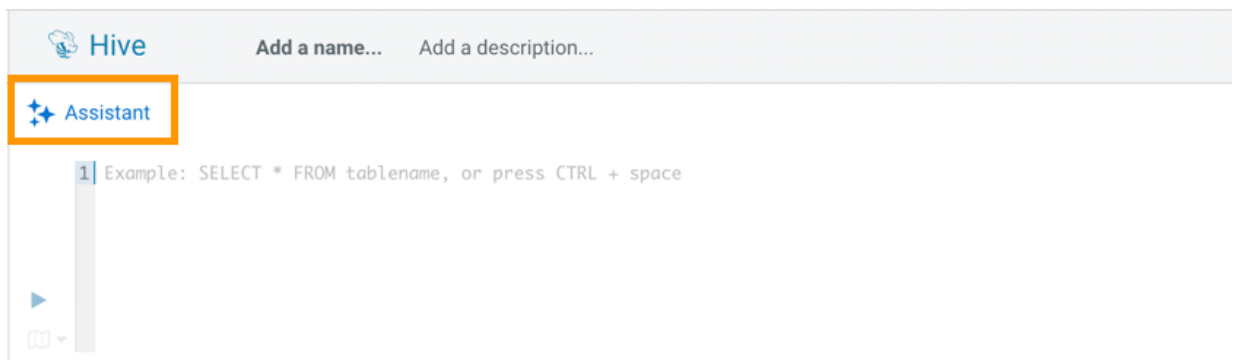 Hive Add a name... Add a description...
Assistant
1 Example: SELECT * FROM tablename, or press CTRL + space